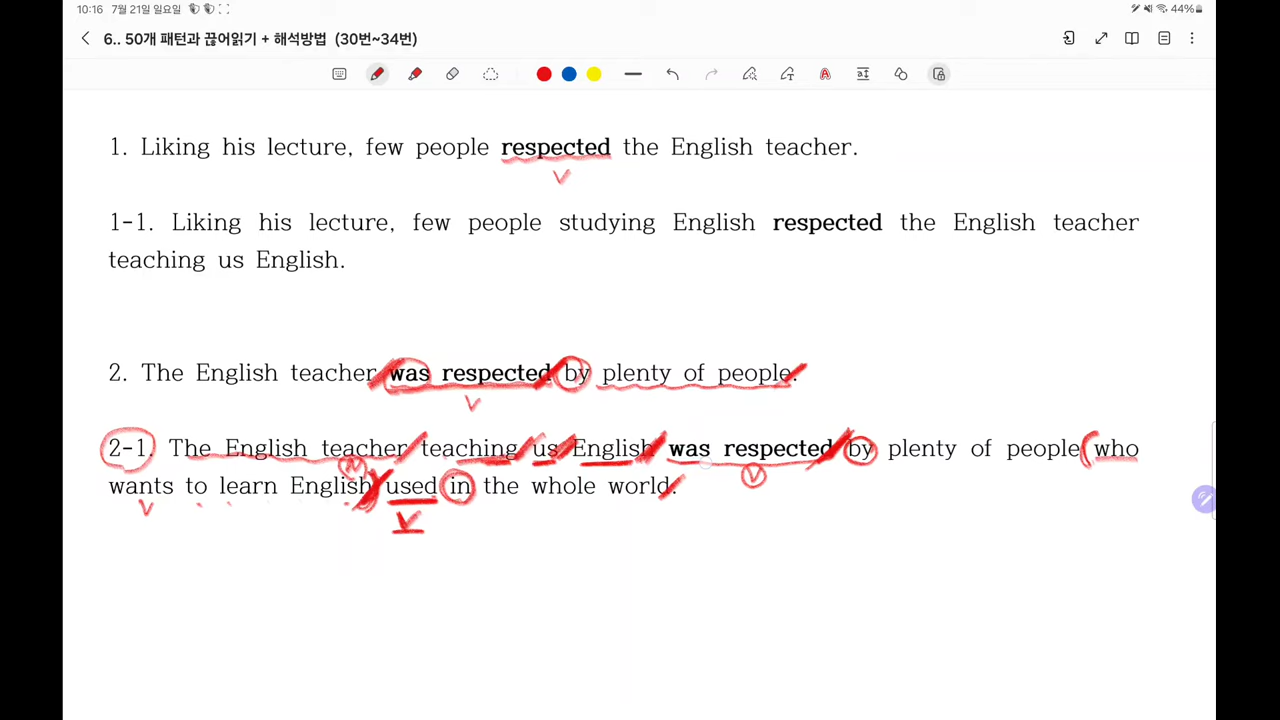 10:16 7월 21일 일요일 44%
6.. 50개 패턴과 끊어읽기 + 해석방법 (30번~34번)
1. Liking his lecture, few people respected the English teacher.
V
1-1. Liking his lecture, few people studying English respected the English teacher
teaching us English.
2. The English teacher was respected by plenty of people.
V
2-1. The English teacher teaching us English was respected by plenty of people (who
wants to learn English) used in the whole world.
V
V
V